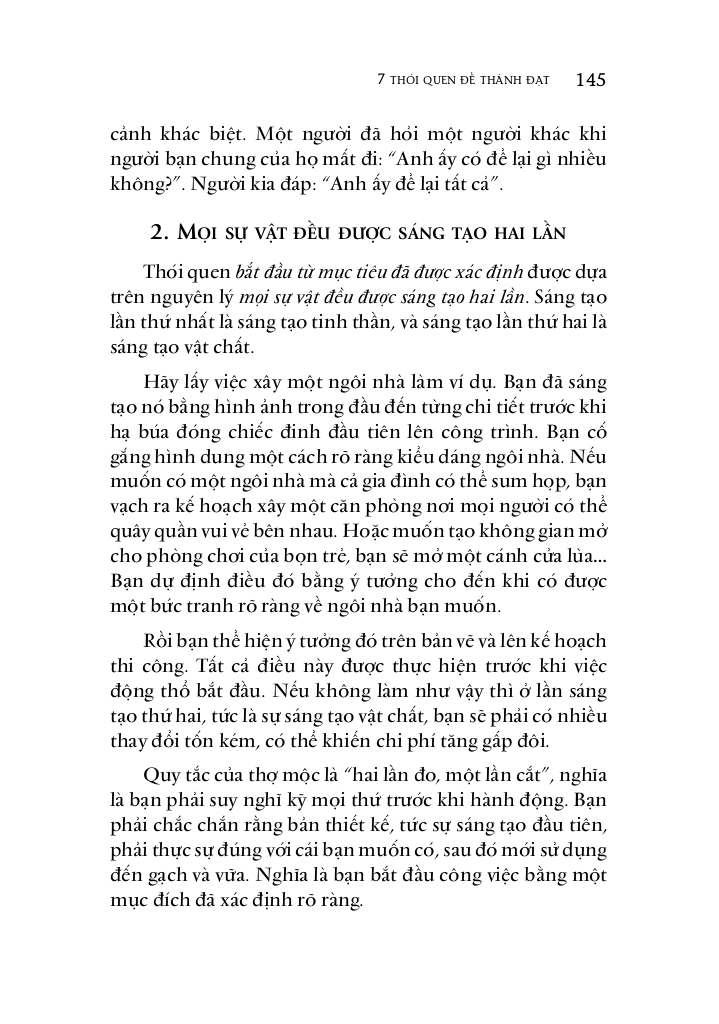 7 THÓI QUEN ĐỂ THÀNH ĐẠT 145
cảnh khác biệt. Một người đã hỏi một người khác khi
người bạn chung của họ mất đi: “Anh ấy có để lại gì nhiều
không?”. Người kia đáp: “Anh ấy để lại tất cả”.
2. MỌI SỰ VẬT ĐỀU ĐƯỢC SÁNG TẠO HAI LẦN
Thói quen bắt đầu từ mục tiêu đã được xác định được dựa
trên nguyên lý mọi sự vật đều được sáng tạo hai lần. Sáng tạo
lần thứ nhất là sáng tạo tinh thần, và sáng tạo lần thứ hai là
sáng tạo vật chất.
Hãy lấy việc xây một ngôi nhà làm ví dụ. Bạn đã sáng
tạo nó bằng hình ảnh trong đầu đến từng chi tiết trước khi
hạ búa đóng chiếc đinh đầu tiên lên công trình. Bạn cố
gắng hình dung một cách rõ ràng kiểu dáng ngôi nhà. Nếu
muốn có một ngôi nhà mà cả gia đình có thể sum họp, bạn
vạch ra kế hoạch xây một căn phòng nơi mọi người có thể
quây quần vui vẻ bên nhau. Hoặc muốn tạo không gian mở
cho phòng chơi của bọn trẻ, bạn sẽ mở một cánh cửa lùa...
Bạn dự định điều đó bằng ý tưởng cho đến khi có được
một bức tranh rõ ràng về ngôi nhà bạn muốn.
Rồi bạn thể hiện ý tưởng đó trên bản vẽ và lên kế hoạch
thi công. Tất cả điều này được thực hiện trước khi việc
động thổ bắt đầu. Nếu không làm như vậy thì ở lần sáng
tạo thứ hai, tức là sự sáng tạo vật chất, bạn sẽ phải có nhiều
thay đổi tốn kém, có thể khiến chi phí tăng gấp đôi.
Quy tắc của thợ mộc là “hai lần đo, một lần cắt”, nghĩa
là bạn phải suy nghĩ kỹ mọi thứ trước khi hành động. Bạn
phải chắc chắn rằng bản thiết kế, tức sự sáng tạo đầu tiên,
phải thực sự đúng với cái bạn muốn có, sau đó mới sử dụng
đến gạch và vữa. Nghĩa là bạn bắt đầu công việc bằng một
mục đích đã xác định rõ ràng.